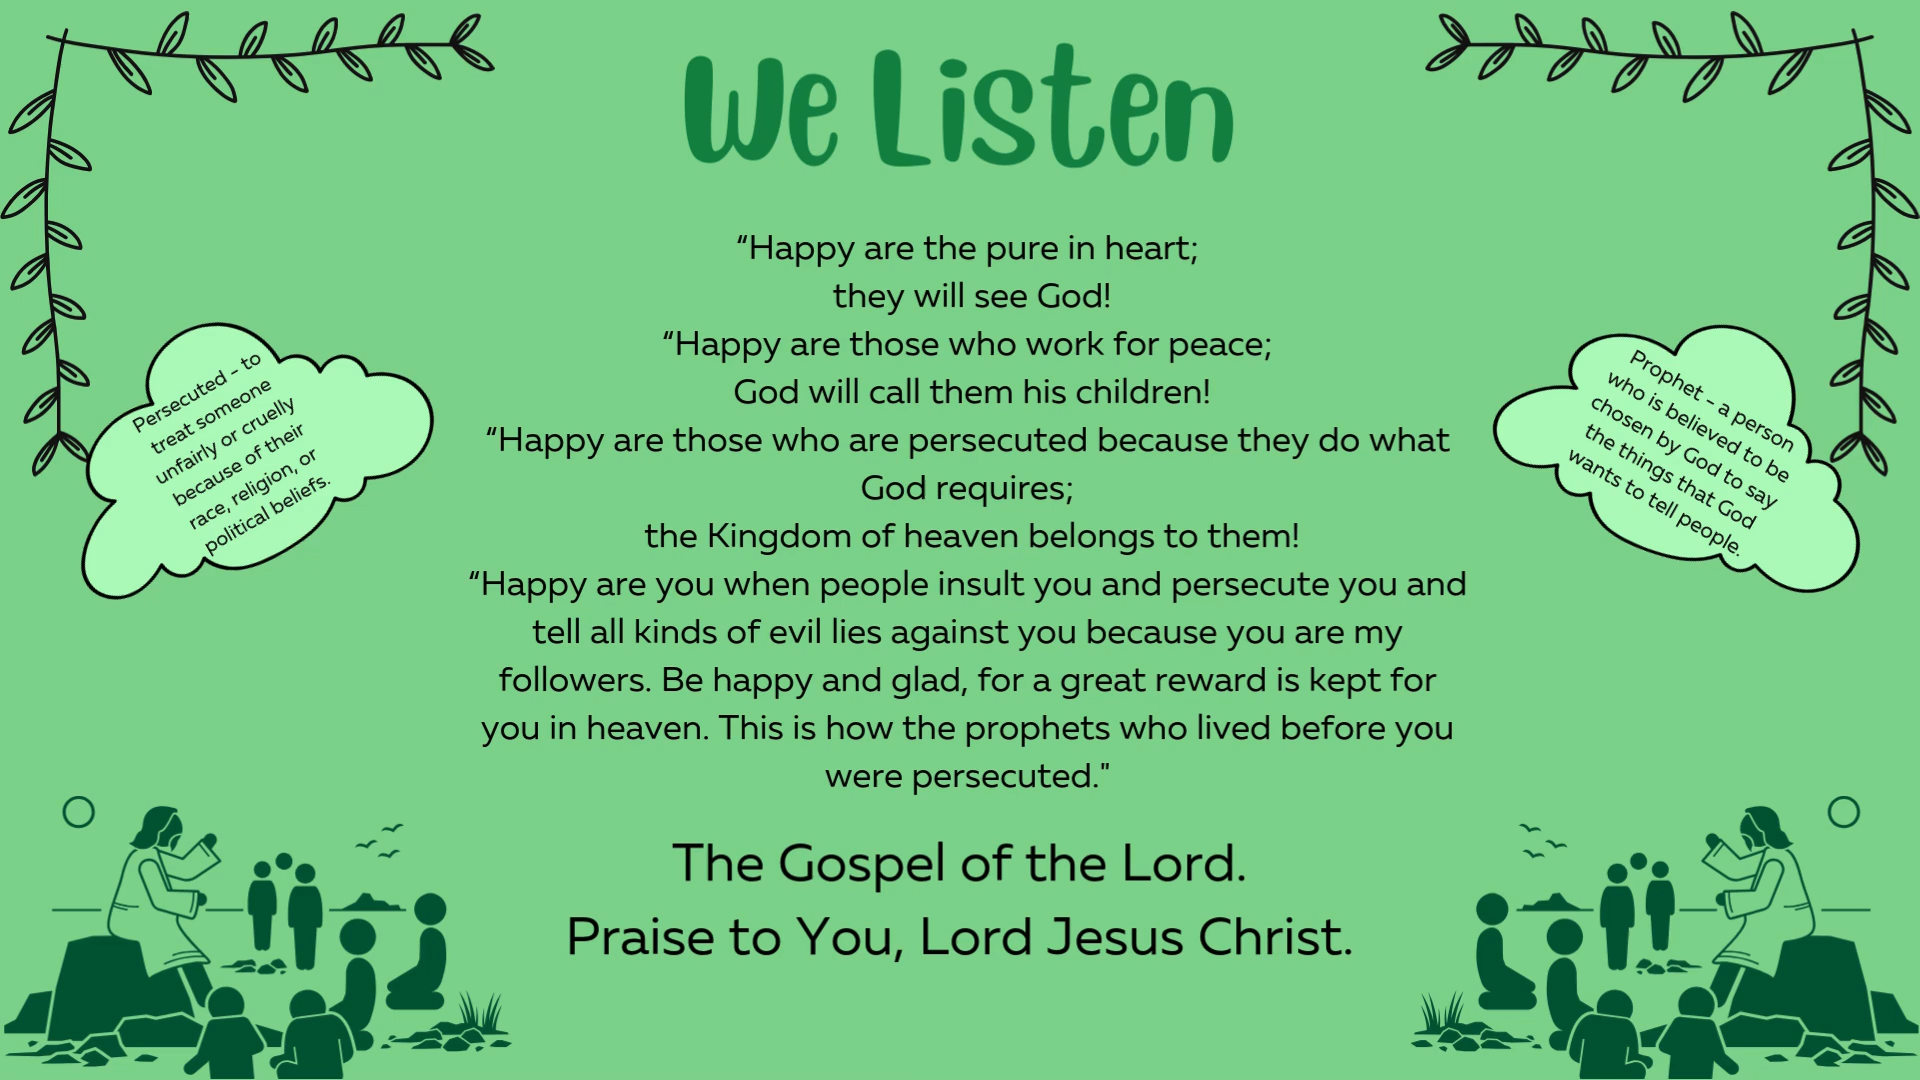 We Listen
“Happy are the pure in heart;
they will see God!
“Happy are those who work for peace;
God will call them his children!
“Happy are those who are persecuted because they do what
God requires;
the Kingdom of heaven belongs to them!
“Happy are you when people insult you and persecute you and
tell all kinds of evil lies against you because you are my
followers. Be happy and glad, for a great reward is kept for
you in heaven. This is how the prophets who lived before you
were persecuted."
Persecuted - to
treat someone
unfairly or cruelly
because of their
race, religion, or
political beliefs.
Prophet - a person
who is believed to be
chosen by God to say
the things that God
wants to tell people.
The Gospel of the Lord.
Praise to You, Lord Jesus Christ.